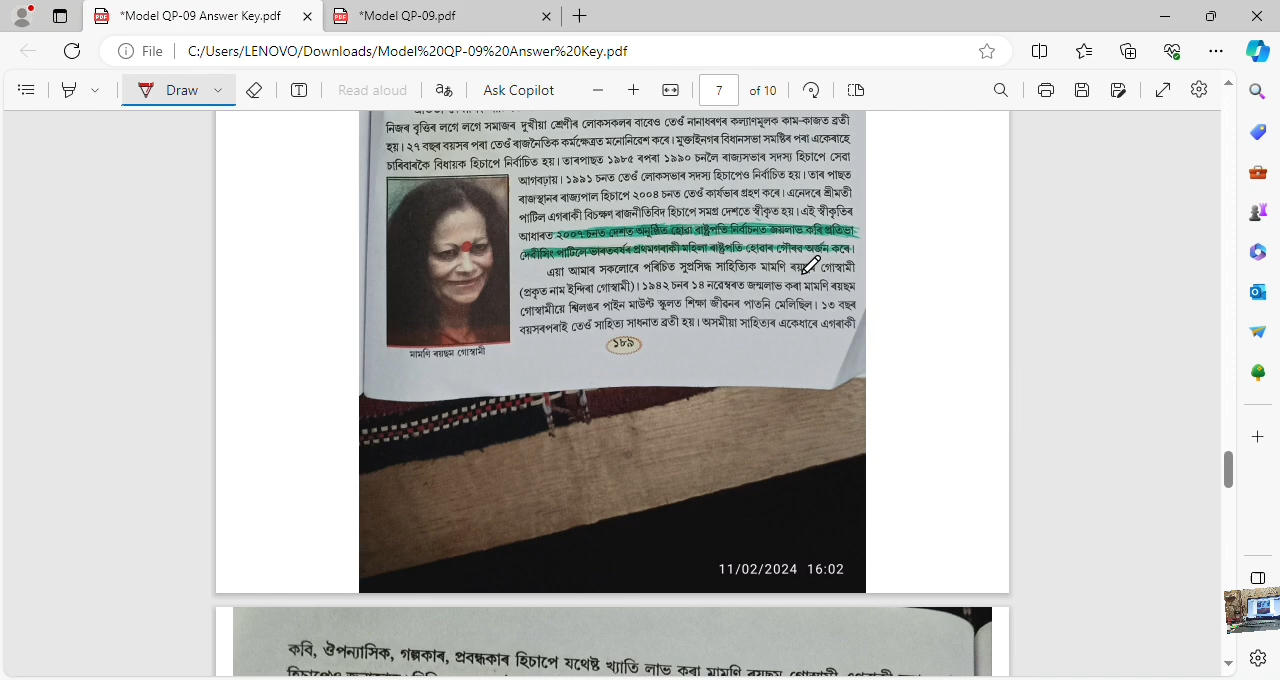 *Model QP-09 Answer Key.pdf
*Model QP-09.pdf
File
C:/Users/LENOVO/Downloads/Model%20QP-09%20Answer%20Key.pdf
Draw
Read aloud
Ask Copilot
7 of 10
নিজৰ বৃত্তিৰ লগে লগে সমাজৰ দুখীয়া শ্ৰেণীৰ লোকসকলৰ বাবেও তেওঁ নানাধৰণৰ কল্যাণমূলক কাম-কাজত ব্ৰতী
হয়। ২৭ বছৰ বয়সৰ পৰা তেওঁ ৰাজনৈতিক কৰ্মক্ষেত্ৰত মনোনিৱেশ কৰে। মুক্তাইনগৰ বিধানসভা সমষ্টিৰ পৰা একেৰাহে
চাৰিবাৰকৈ বিধায়ক হিচাপে নিৰ্বাচিত হয়। তাৰপাছত ১৯৮৫ ৰপৰা ১৯৯০ চনলৈ ৰাজ্যসভাৰ সদস্য হিচাপে সেৱা
আগবঢ়ায়। ১৯৯১ চনত তেওঁ লোকসভাৰ সদস্য হিচাপেও নিৰ্বাচিত হয়। তাৰ পাছত
ৰাজস্থানৰ ৰাজ্যপাল হিচাপে ২০০৪ চনত তেওঁ কাৰ্যভাৰ গ্ৰহণ কৰে। এনেদৰে শ্ৰীমতী
পাটিল এগৰাকী বিচক্ষণ ৰাজনীতিবিদ হিচাপে সমগ্ৰ দেশতে স্বীকৃত হয়। এই স্বীকৃতিৰ
আধাৰত ২০০৭ চনত দেশত অনুষ্ঠিত হোৱা ৰাষ্ট্ৰপতি নিৰ্বাচনত জয়লাভ কৰি প্ৰতিভা
দেৱীসিং পাটিলে ভাৰতবৰ্ষৰ প্ৰথমগৰাকী মহিলা ৰাষ্ট্ৰপতি হোৱাৰ গৌৰৱ অৰ্জন কৰে।
এয়া আমাৰ সকলোৰে পৰিচিত সুপ্ৰসিদ্ধ সাহিত্যিক মামণি গোস্বামী
(প্ৰকৃত নাম ইন্দিৰা গোস্বামী)। ১৯৪২ চনৰ ১৪ নৱেম্বৰত জন্মলাভ কৰা মামণি ৰয়ছম
গোস্বামীয়ে শ্বিলঙৰ পাইন মাউণ্ট স্কুলত শিক্ষা জীৱনৰ পাতনি মেলিছিল। ১৩ বছৰ
বয়সৰপৰাই তেওঁ সাহিত্য সাধনাত ব্ৰতী হয়। অসমীয়া সাহিত্যৰ একেধাৰে এগৰাকী
মামণি ৰয়ছম গোস্বামী
১৮৯
11/02/2024 16:02
কবি, ঔপন্যাসিক, গল্পকাৰ, প্ৰবন্ধকাৰ হিচাপে যথেষ্ট খ্যাতি লাভ কৰা মামণি ৰয়ছম গোস্বামী